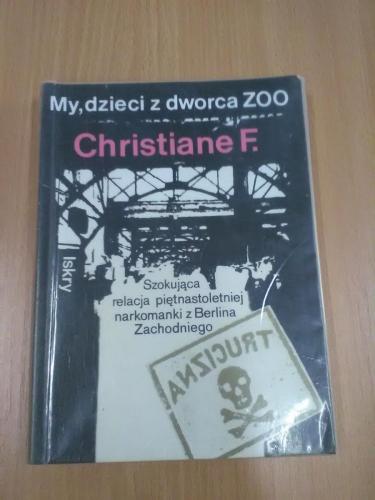 My, dzieci z dworca ZOO
Christiane F.
Iskry
Szokująca
relacja piętnastoletniej
narkomanki z Berlina
Zachodniego
TRUCIZNA